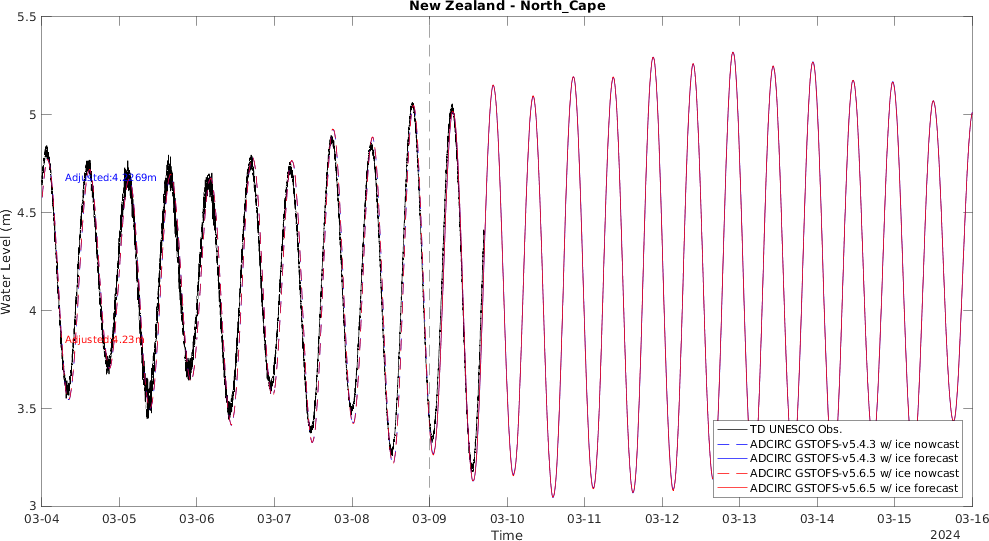 New Zealand - North_Cape
5.5
5
4.5
4
3.5
3
Water Level (m)
Adjusted:4.2269m
Adjusted:4.23m
TD UNESCO Obs.
ADCIRC GSTOFS-v5.4.3 w/ ice nowcast
ADCIRC GSTOFS-v5.4.3 w/ ice forecast
ADCIRC GSTOFS-v5.6.5 w/ ice nowcast
ADCIRC GSTOFS-v5.6.5 w/ ice forecast
03-04 03-05 03-06 03-07 03-08 03-09 03-10 03-11 03-12 03-13 03-14 03-15 03-16
Time
2024